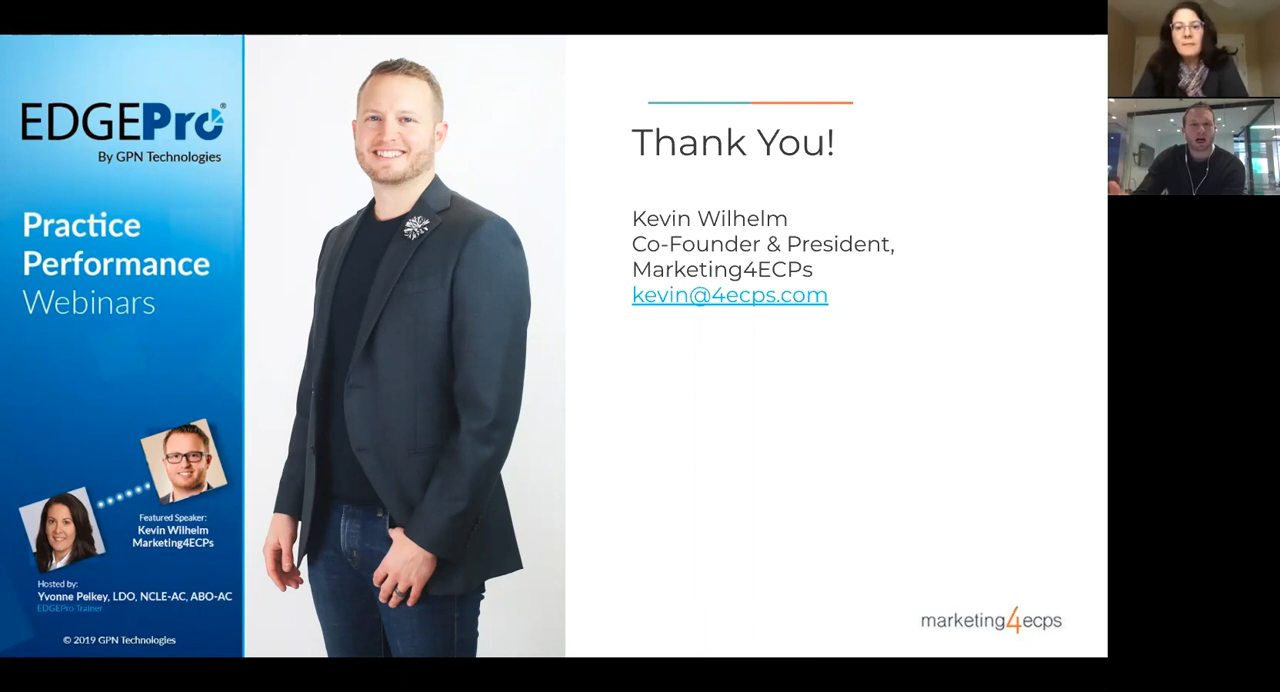 EDGEPro®
By GPN Technologies
Practice
Performance
Webinars
Featured Speaker:
Kevin Wilhelm
Marketing4ECPs
Hosted by:
Yvonne Pelkey, LDO, NCLE-AC, ABO-AC
EDGEPro Trainer
© 2019 GPN Technologies
Thank You!
Kevin Wilhelm
Co-Founder & President,
Marketing4ECPs
kevin@4ecps.com
marketing4ecps